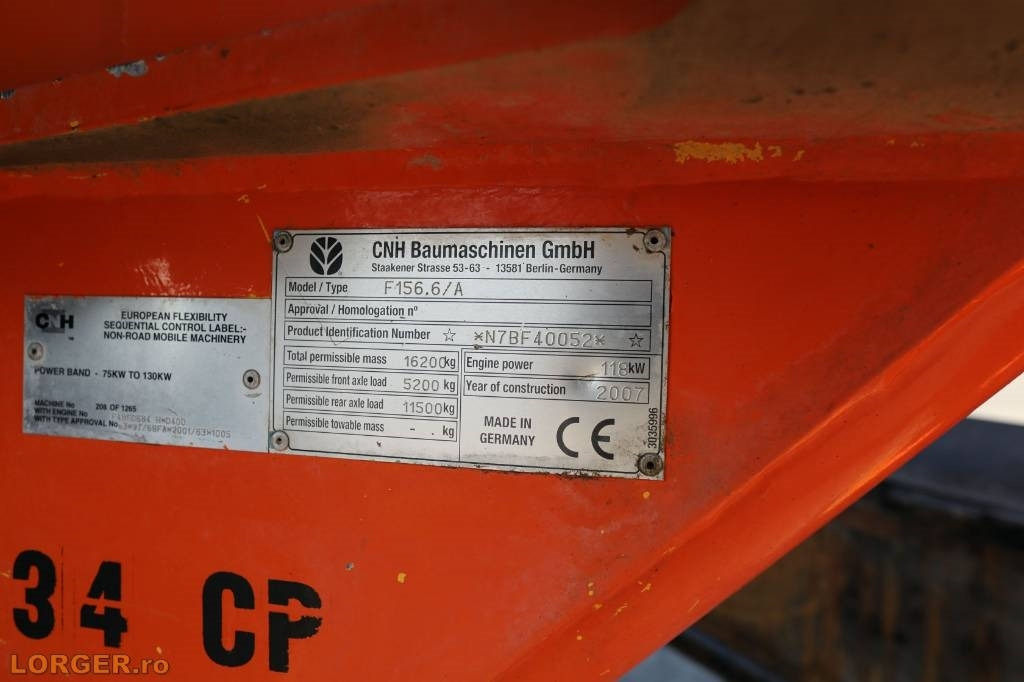 CNH Baumaschinen GmbH
Staakener Strasse 53-63 - 13581 Berlin-Germany
Model / Type F156.6/A
Approval / Homologation n°
Product Identification Number ☆ *N7BF40052* ☆
Total permissible mass 16200 kg
Permissible front axle load 5200 kg
Permissible rear axle load 11500 kg
Permissible towable mass - . kg
Engine power 118 kW
Year of construction 2007
MADE IN
GERMANY
CE
3035996
CNH
EUROPEAN FLEXIBILITY
SEQUENTIAL CONTROL LABEL:-
NON-ROAD MOBILE MACHINERY
POWER BAND - 75KW TO 130KW
MACHINE No 208 OF 1265
WITH ENGINE No
WITH TYPE APPROVAL No
34 CP
LORGER.ro